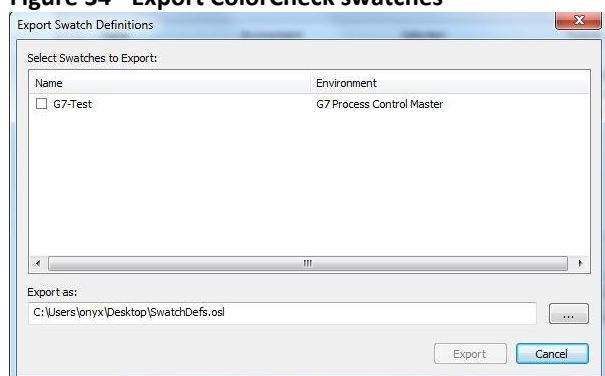 Figure 34 - Export ColorCheck swatches
Export Swatch Definitions
Select Swatches to Export:
Name Environment
G7-Test G7 Process Control Master
Export as:
C:\Users\onyx\Desktop\SwatchDefs.osl
...
Export Cancel